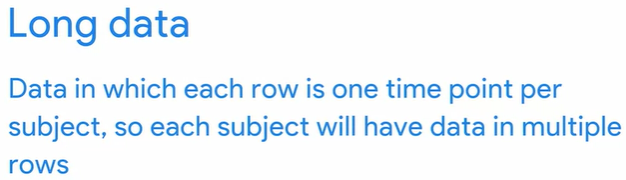 Long data
Data in which each row is one time point per
subject, so each subject will have data in multiple
rows